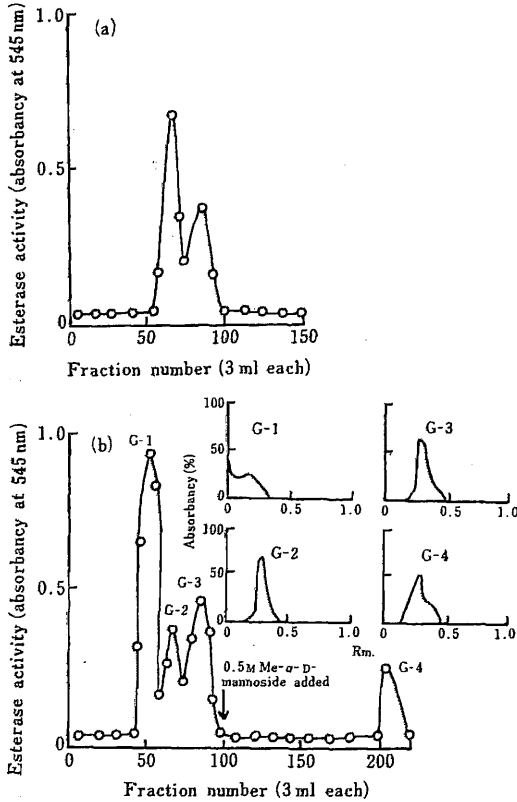 Esterase activity (absorbancy at 545 nm)
1.0
(a)
0.5
0
0
50
100
150
Fraction number (3 ml each)
Esterase activity (absorbancy at 545 nm)
1.0
(b)
G-1
0.5
0
G-2
G-3
Absorbancy (%)
100
50
0
G-1
0
0.5
1.0
G-3
0
0.5
1.0
100
50
0
G-2
0
0.5
1.0
G-4
0
0.5
1.0
Rm.
0.5M Me-α-D-
mannoside added
G-4
0
100
200
Fraction number (3 ml each)